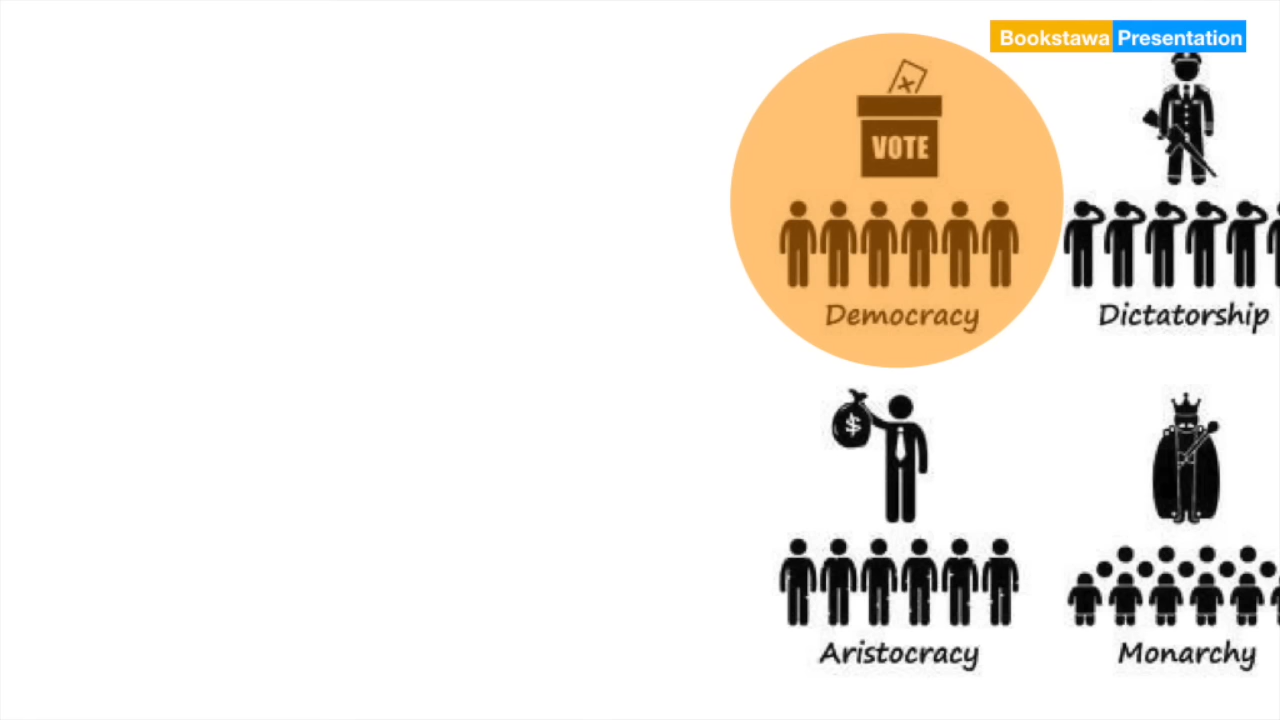 Bookstawa Presentation
VOTE
Democracy
Dictatorship
$
Aristocracy
Monarchy